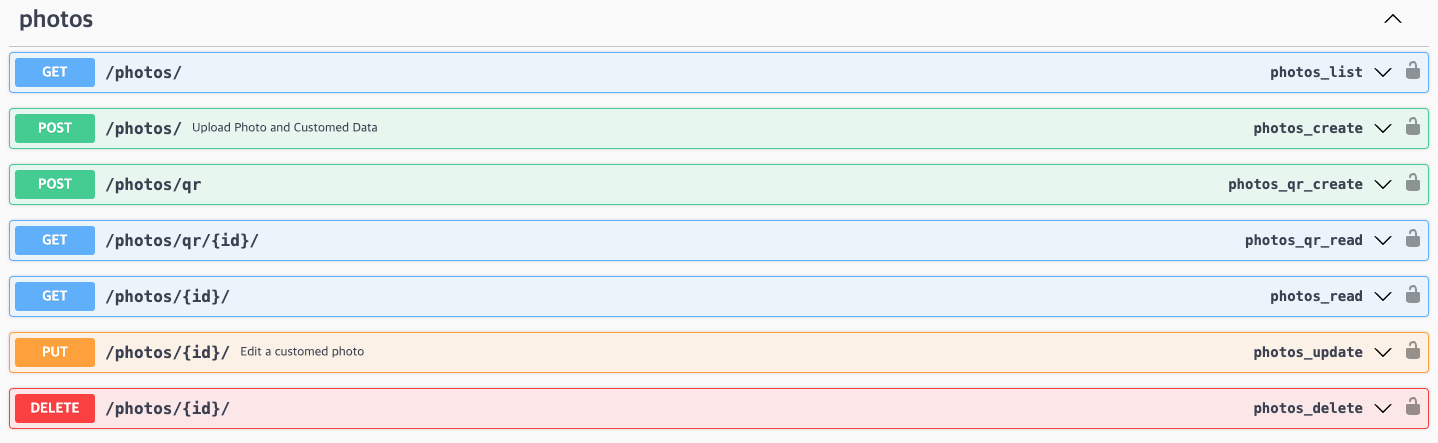 photos
GET /photos/ photos_list
POST /photos/ Upload Photo and Customed Data photos_create
POST /photos/qr photos_qr_create
GET /photos/qr/{id}/ photos_qr_read
GET /photos/{id}/ photos_read
PUT /photos/{id}/ Edit a customed photo photos_update
DELETE /photos/{id}/ photos_delete